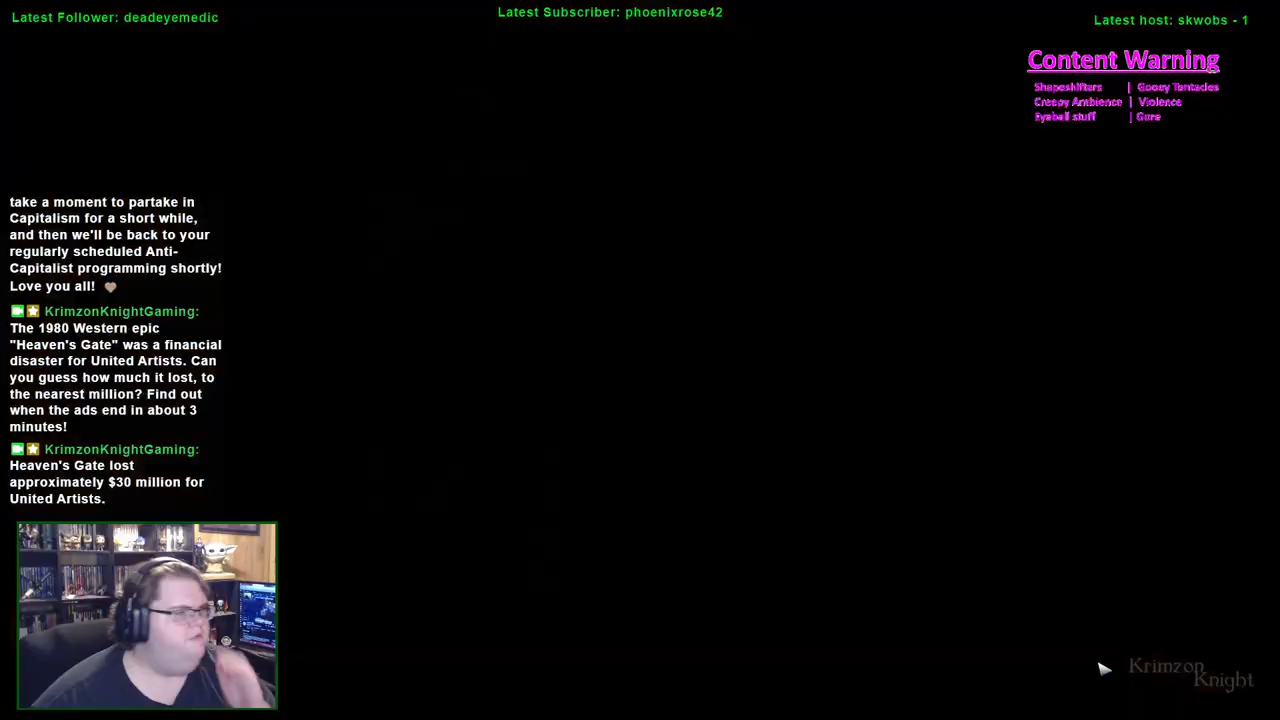 Latest Follower: deadeyemedic
Latest Subscriber: phoenixrose42
Latest host: skwobs - 1
Content Warning
Shapeshifters | Gooey Tentacles
Creepy Ambience | Violence
Eyeball stuff | Gore
take a moment to partake in
Capitalism for a short while,
and then we'll be back to your
regularly scheduled Anti-
Capitalist programming shortly!
Love you all!
KrimzonKnightGaming:
The 1980 Western epic
"Heaven's Gate" was a financial
disaster for United Artists. Can
you guess how much it lost, to
the nearest million? Find out
when the ads end in about 3
minutes!
KrimzonKnightGaming:
Heaven's Gate lost
approximately $30 million for
United Artists.
Krimzon
Knight